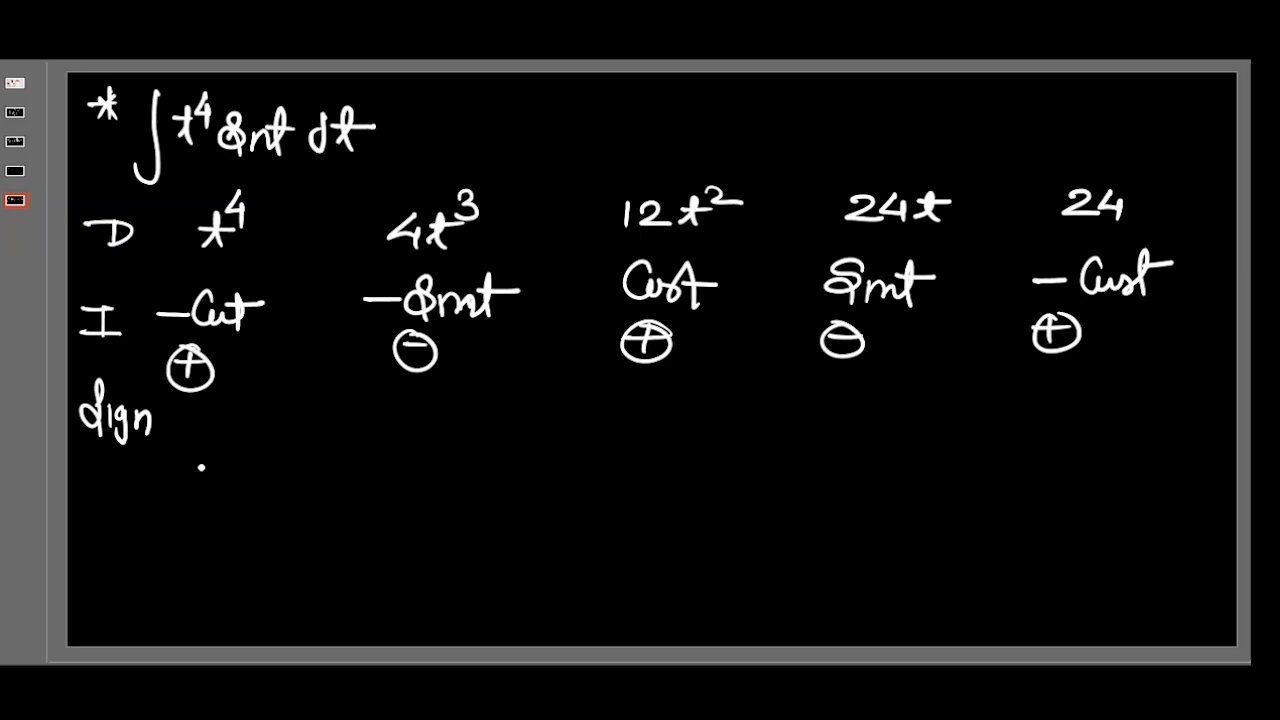 * ∫ t⁴ Sint dt
D t⁴ 4t³ 12t² 24t 24
I −Cost −Sint Cost Sint −Cost
⊕ ⊖ ⊕ ⊖ ⊕
Sign